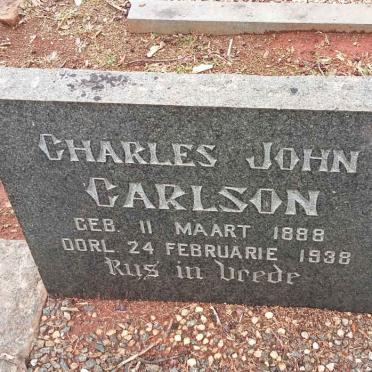 CHARLES JOHN
CARLSON
GEB. 11 MAART 1888
OORL. 24 FEBRUARIE 1938
Rus in Vrede